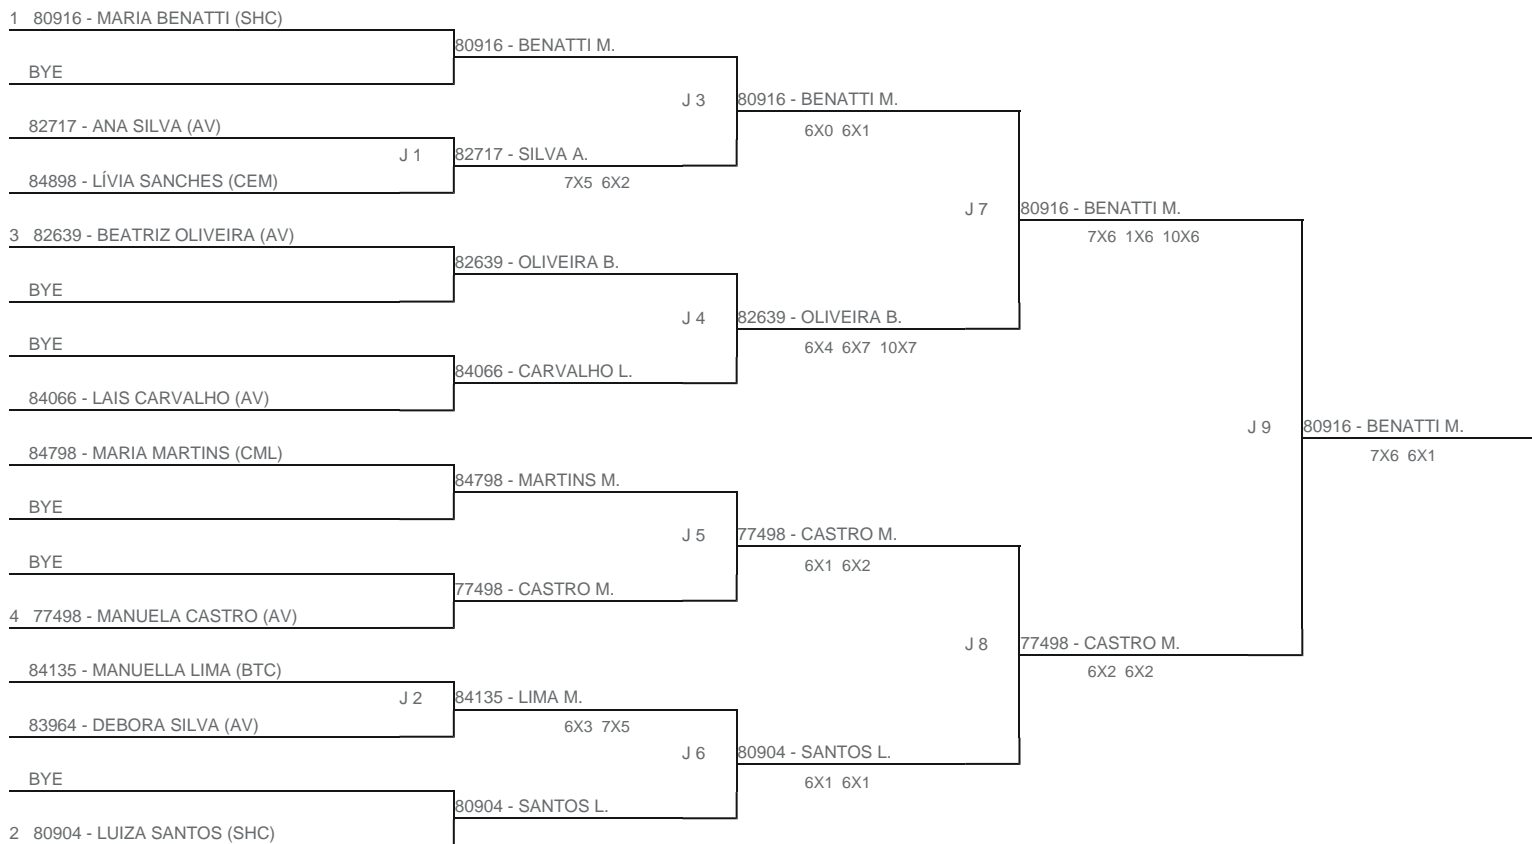 1 80916 - MARIA BENATTI (SHC)
80916 - BENATTI M.
BYE
J 3
80916 - BENATTI M.
6X0 6X1
82717 - ANA SILVA (AV)
J 1
82717 - SILVA A.
7X5 6X2
84898 - LÍVIA SANCHES (CEM)
J 7
80916 - BENATTI M.
7X6 1X6 10X6
3 82639 - BEATRIZ OLIVEIRA (AV)
82639 - OLIVEIRA B.
BYE
J 4
82639 - OLIVEIRA B.
6X4 6X7 10X7
BYE
84066 - CARVALHO L.
84066 - LAIS CARVALHO (AV)
J 9
80916 - BENATTI M.
7X6 6X1
84798 - MARIA MARTINS (CML)
84798 - MARTINS M.
BYE
J 5
77498 - CASTRO M.
6X1 6X2
BYE
77498 - CASTRO M.
4 77498 - MANUELA CASTRO (AV)
J 8
77498 - CASTRO M.
6X2 6X2
84135 - MANUELLA LIMA (BTC)
J 2
84135 - LIMA M.
6X3 7X5
83964 - DEBORA SILVA (AV)
J 6
80904 - SANTOS L.
6X1 6X1
BYE
80904 - SANTOS L.
2 80904 - LUIZA SANTOS (SHC)